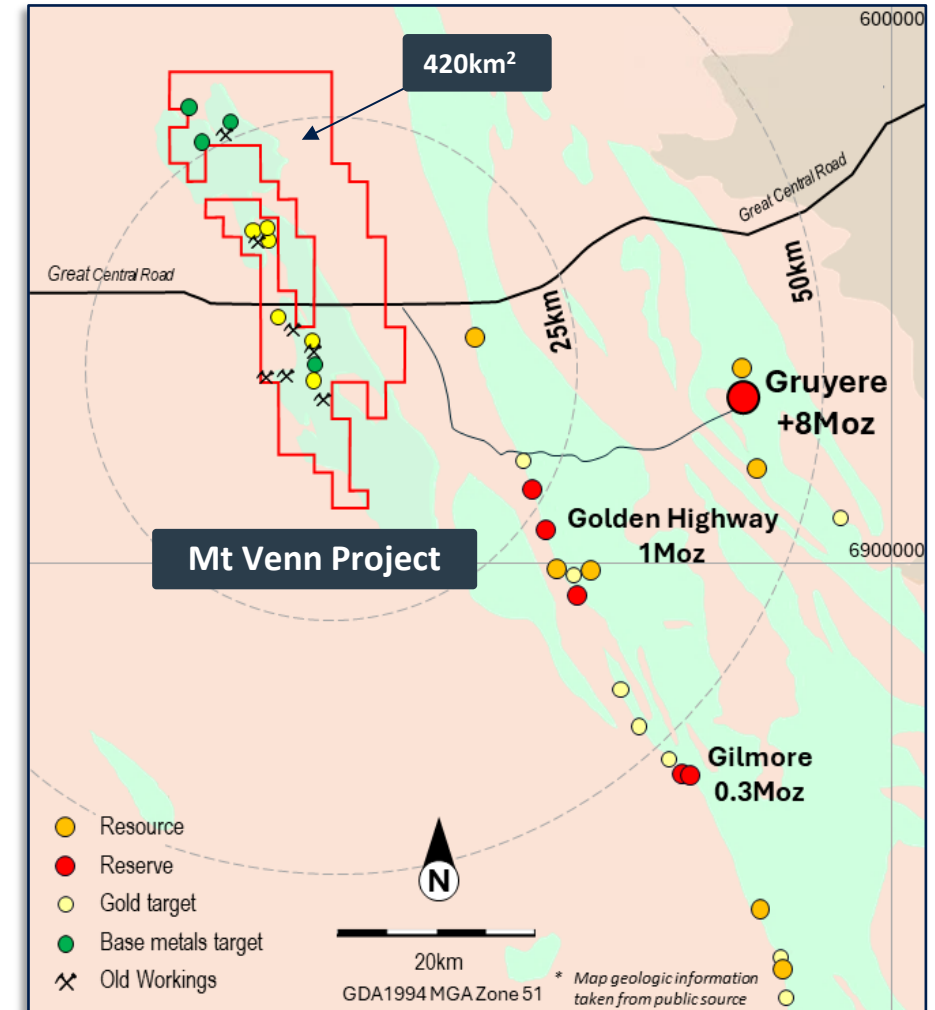 600000
420km²
Great Central Road
Great Central Road
50km
25km
Gruyere
+8Moz
Golden Highway
1Moz
Mt Venn Project
6900000
Gilmore
0.3Moz
Resource
Reserve
Gold target
Base metals target
Old Workings
N
20km
GDA1994 MGA Zone 51
* Map geologic information
taken from public source